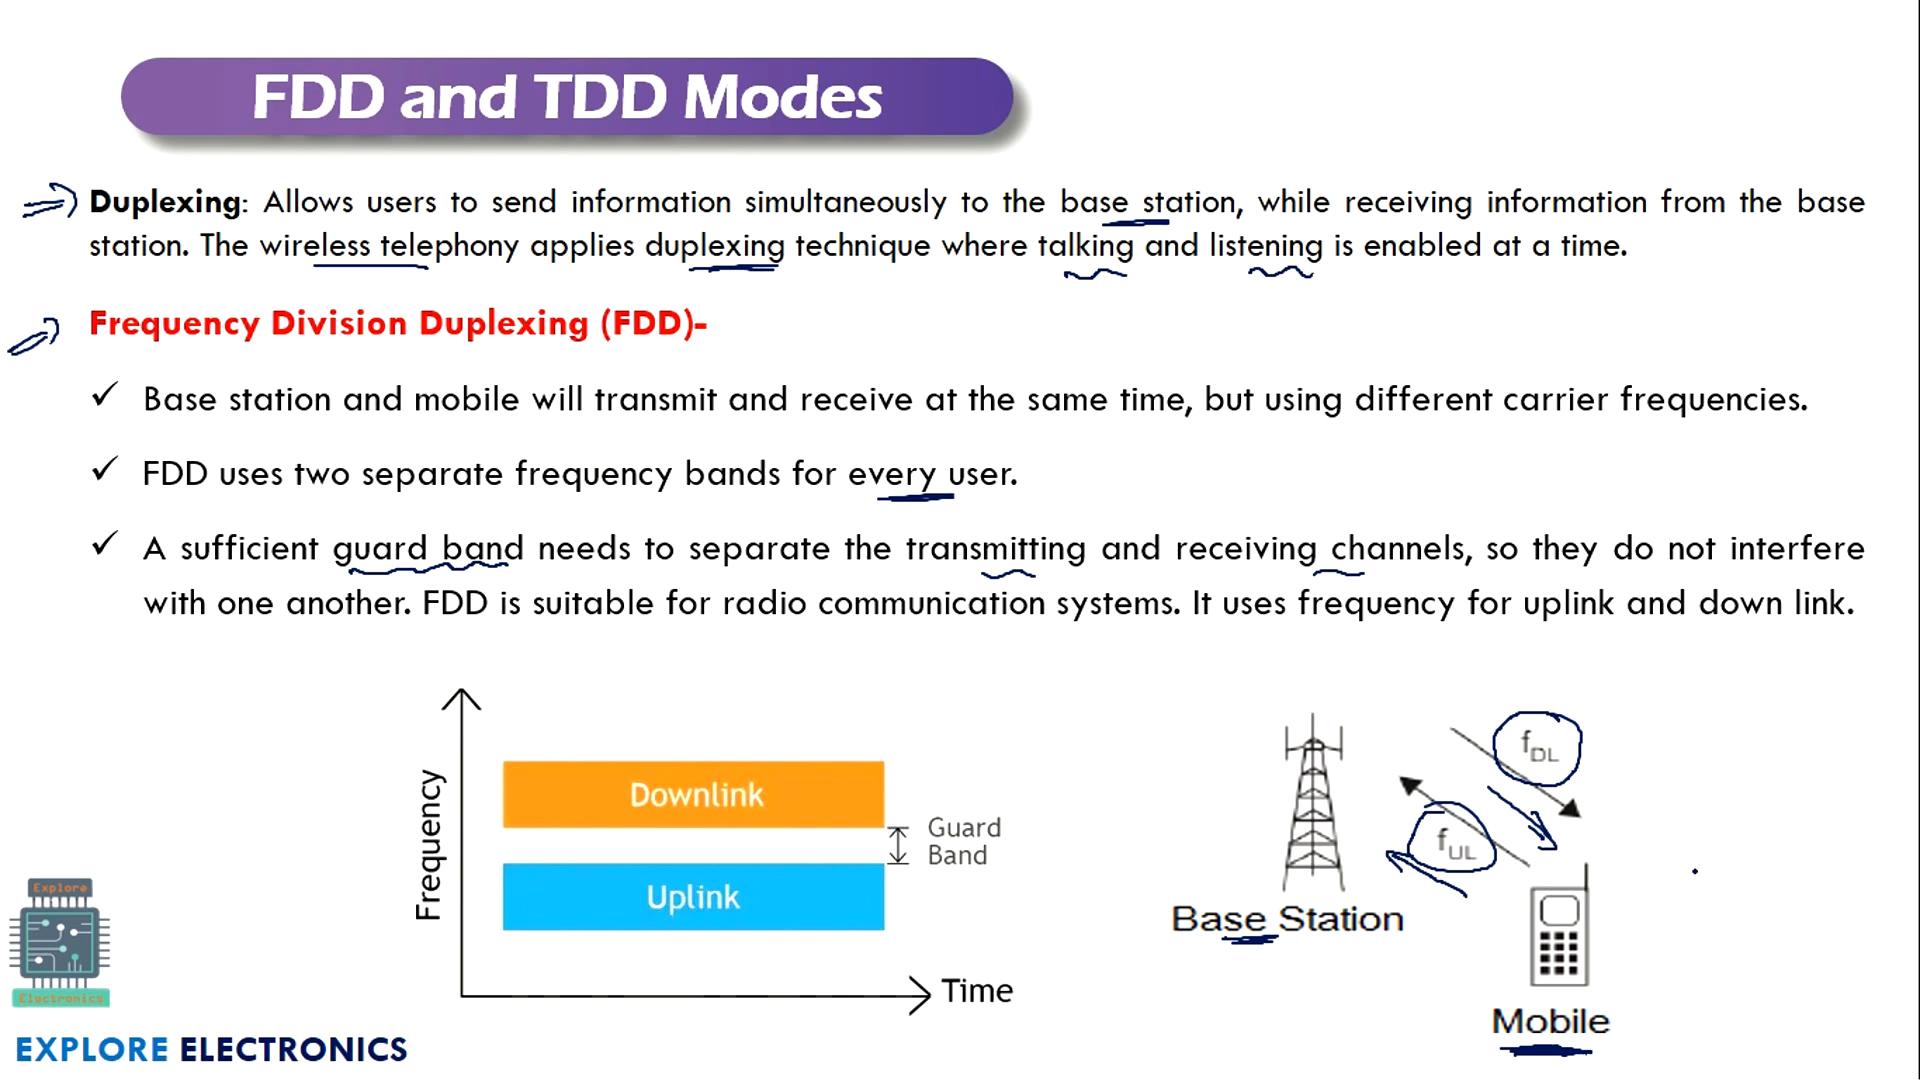 FDD and TDD Modes
Duplexing: Allows users to send information simultaneously to the base station, while receiving information from the base
station. The wireless telephony applies duplexing technique where talking and listening is enabled at a time.
Frequency Division Duplexing (FDD)-
✓ Base station and mobile will transmit and receive at the same time, but using different carrier frequencies.
✓ FDD uses two separate frequency bands for every user.
✓ A sufficient guard band needs to separate the transmitting and receiving channels, so they do not interfere
with one another. FDD is suitable for radio communication systems. It uses frequency for uplink and down link.
Frequency
Downlink
Guard
Band
Uplink
Time
fDL
fUL
Base Station
Mobile
Explore
Electronics
EXPLORE ELECTRONICS